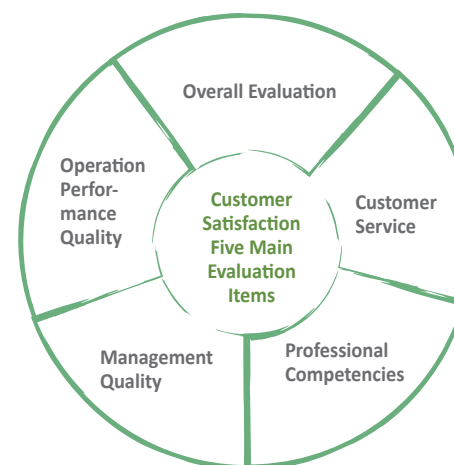 Overall Evaluation
Operation
Perfor-
mance
Quality
Customer
Satisfaction
Five Main
Evaluation
Items
Customer
Service
Management
Quality
Professional
Competencies